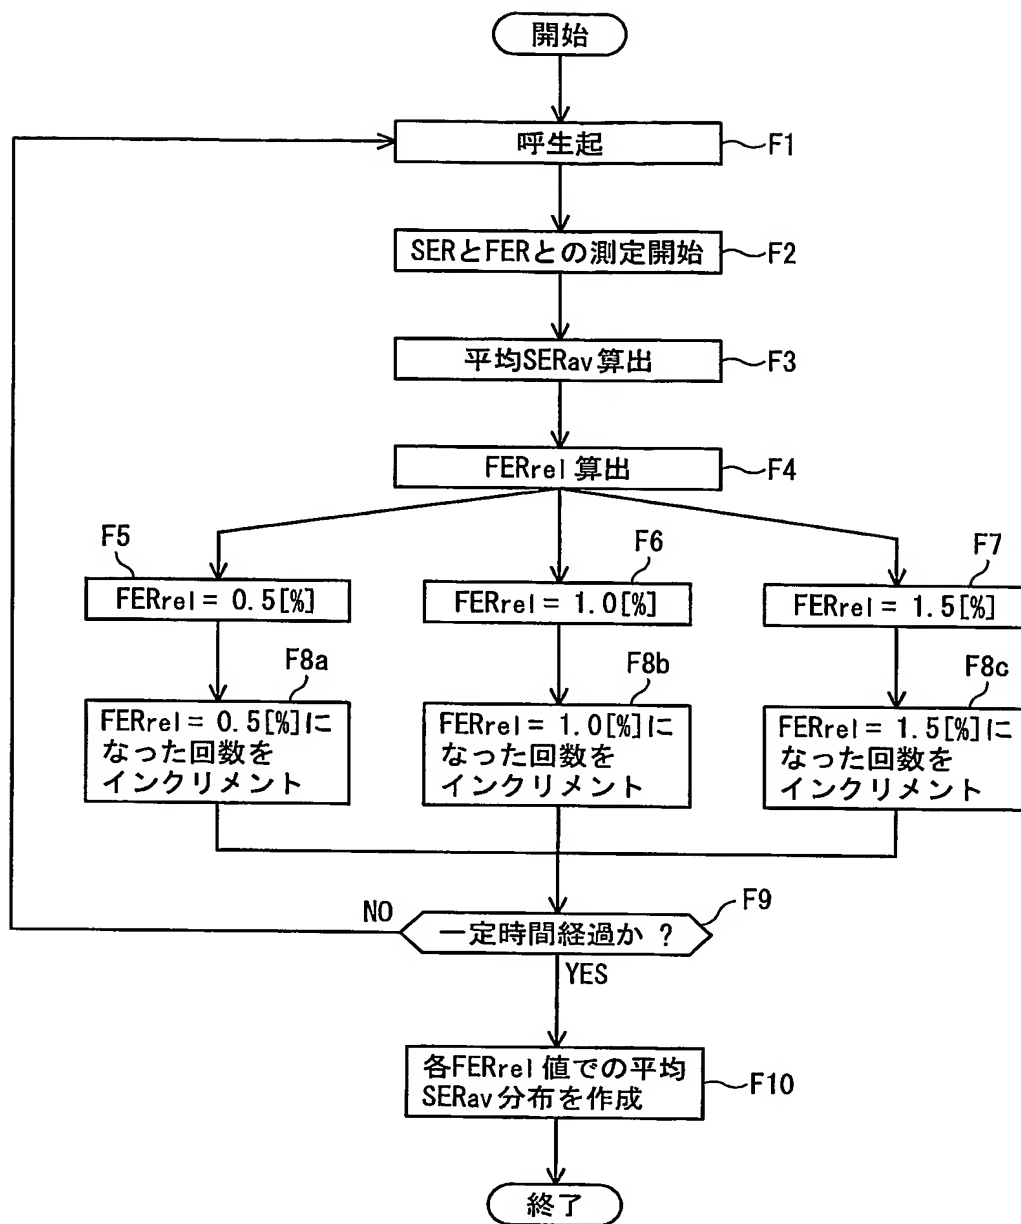 開始
呼生起
F1
SERとFERとの測定開始
F2
平均SERav算出
F3
FERrel算出
F4
F5
FERrel = 0.5[%]
F6
FERrel = 1.0[%]
F7
FERrel = 1.5[%]
F8a
FERrel = 0.5[%]に
なった回数を
インクリメント
F8b
FERrel = 1.0[%]に
なった回数を
インクリメント
F8c
FERrel = 1.5[%]に
なった回数を
インクリメント
NO
一定時間経過か ?
F9
YES
各FERrel値での平均
SERav分布を作成
F10
終了